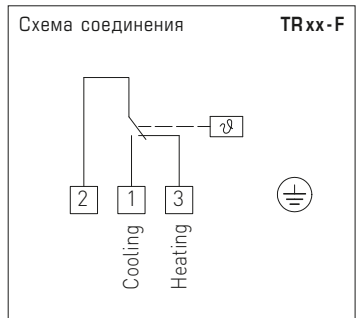 Схема соединения TRxx-F
ϑ
2 1 3
Cooling
Heating